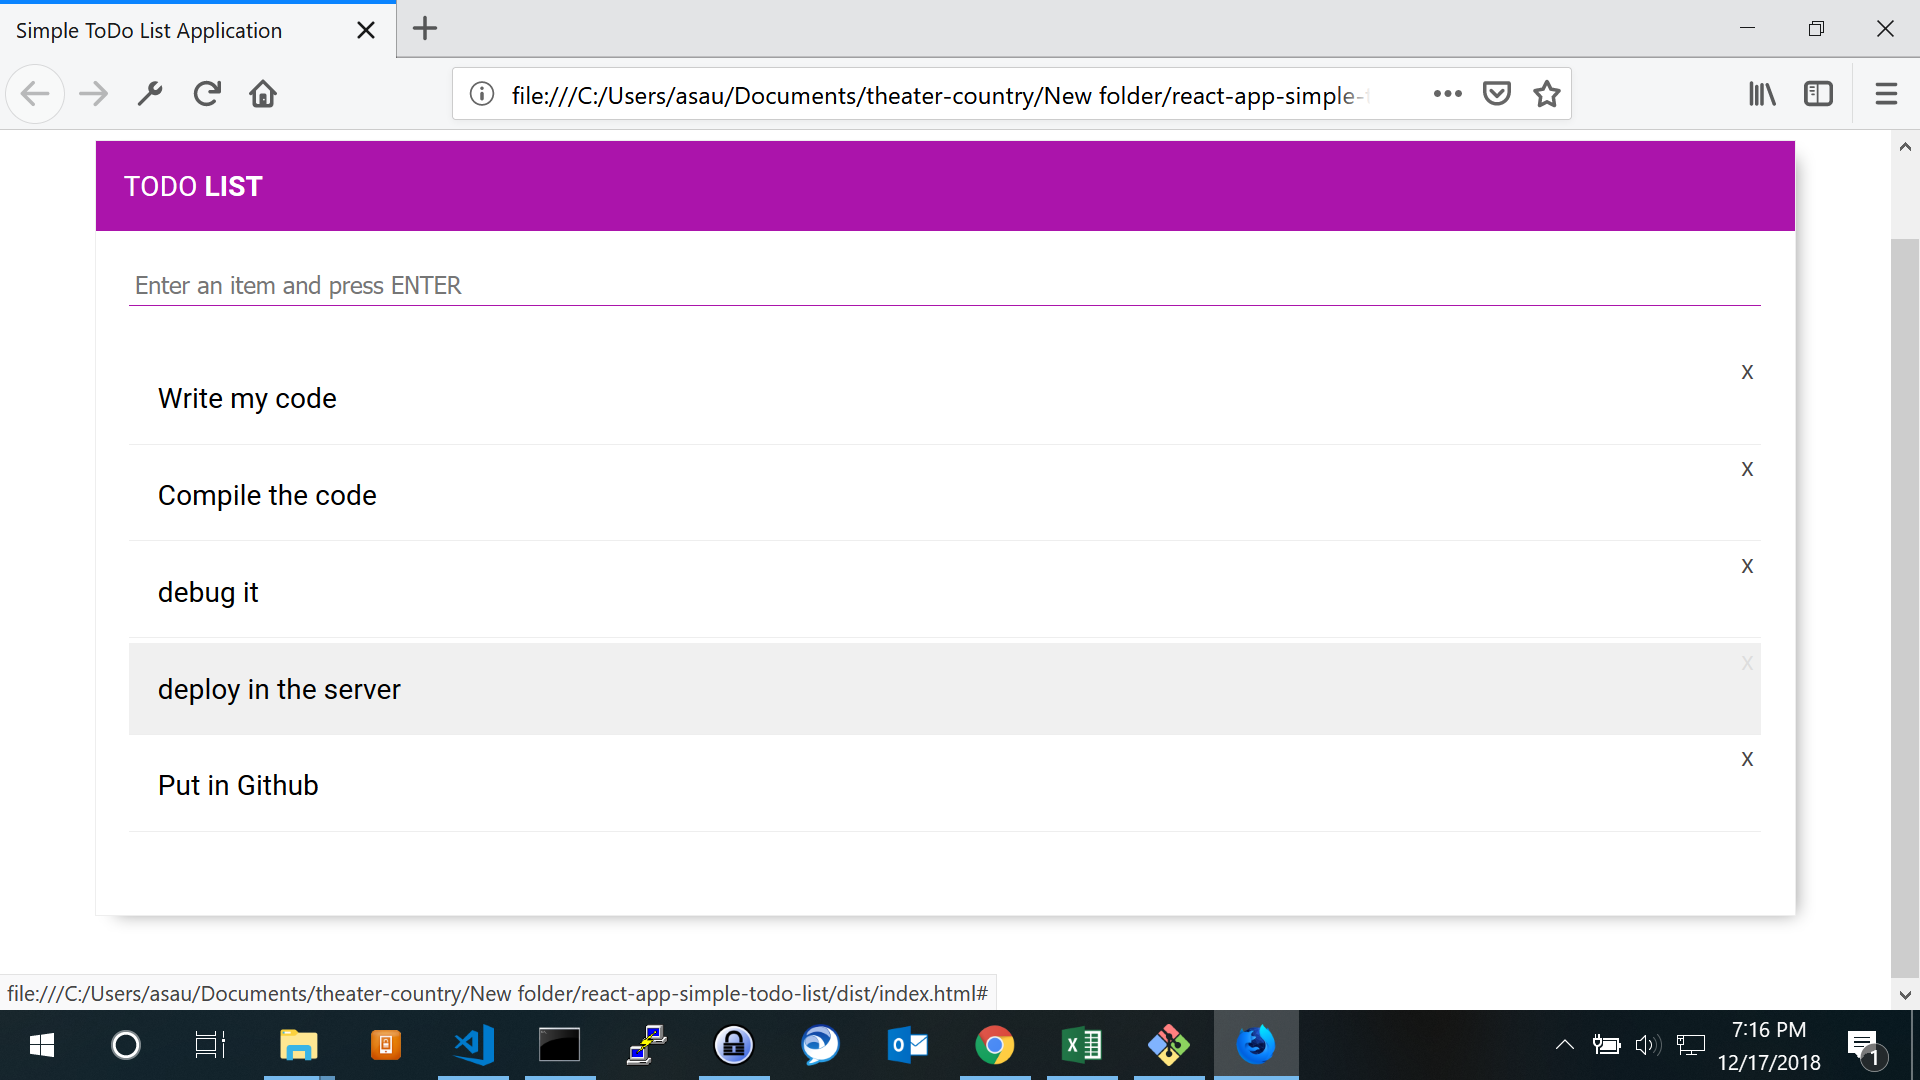 Simple ToDo List Application
file:///C:/Users/asau/Documents/theater-country/New folder/react-app-simple-
TODO LIST
Enter an item and press ENTER
x
Write my code
x
Compile the code
x
debug it
x
deploy in the server
x
Put in Github
file:///C:/Users/asau/Documents/theater-country/New folder/react-app-simple-todo-list/dist/index.html#
7:16 PM
12/17/2018
1